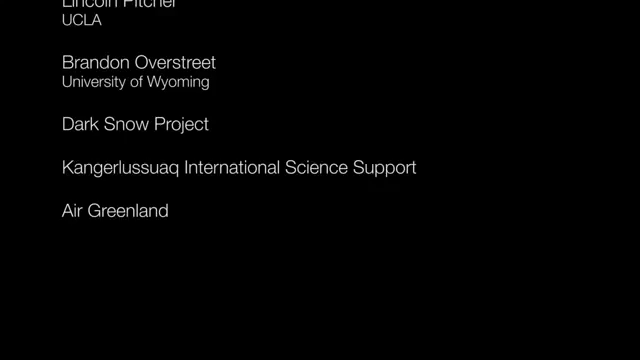 Lincoln Pitcher
UCLA
Brandon Overstreet
University of Wyoming
Dark Snow Project
Kangerlussuaq International Science Support
Air Greenland